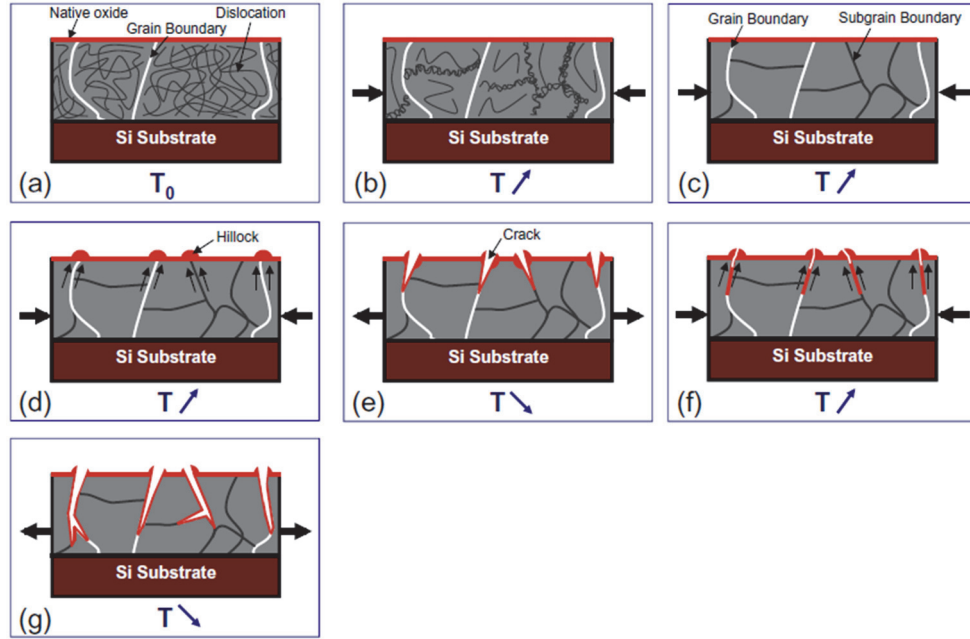 Native oxide
Dislocation
Grain Boundary
Si Substrate
(a)
T0
Si Substrate
(b)
T
Grain Boundary
Subgrain Boundary
Si Substrate
(c)
T
Hillock
Si Substrate
(d)
T
Crack
Si Substrate
(e)
T
Si Substrate
(f)
T
Si Substrate
(g)
T